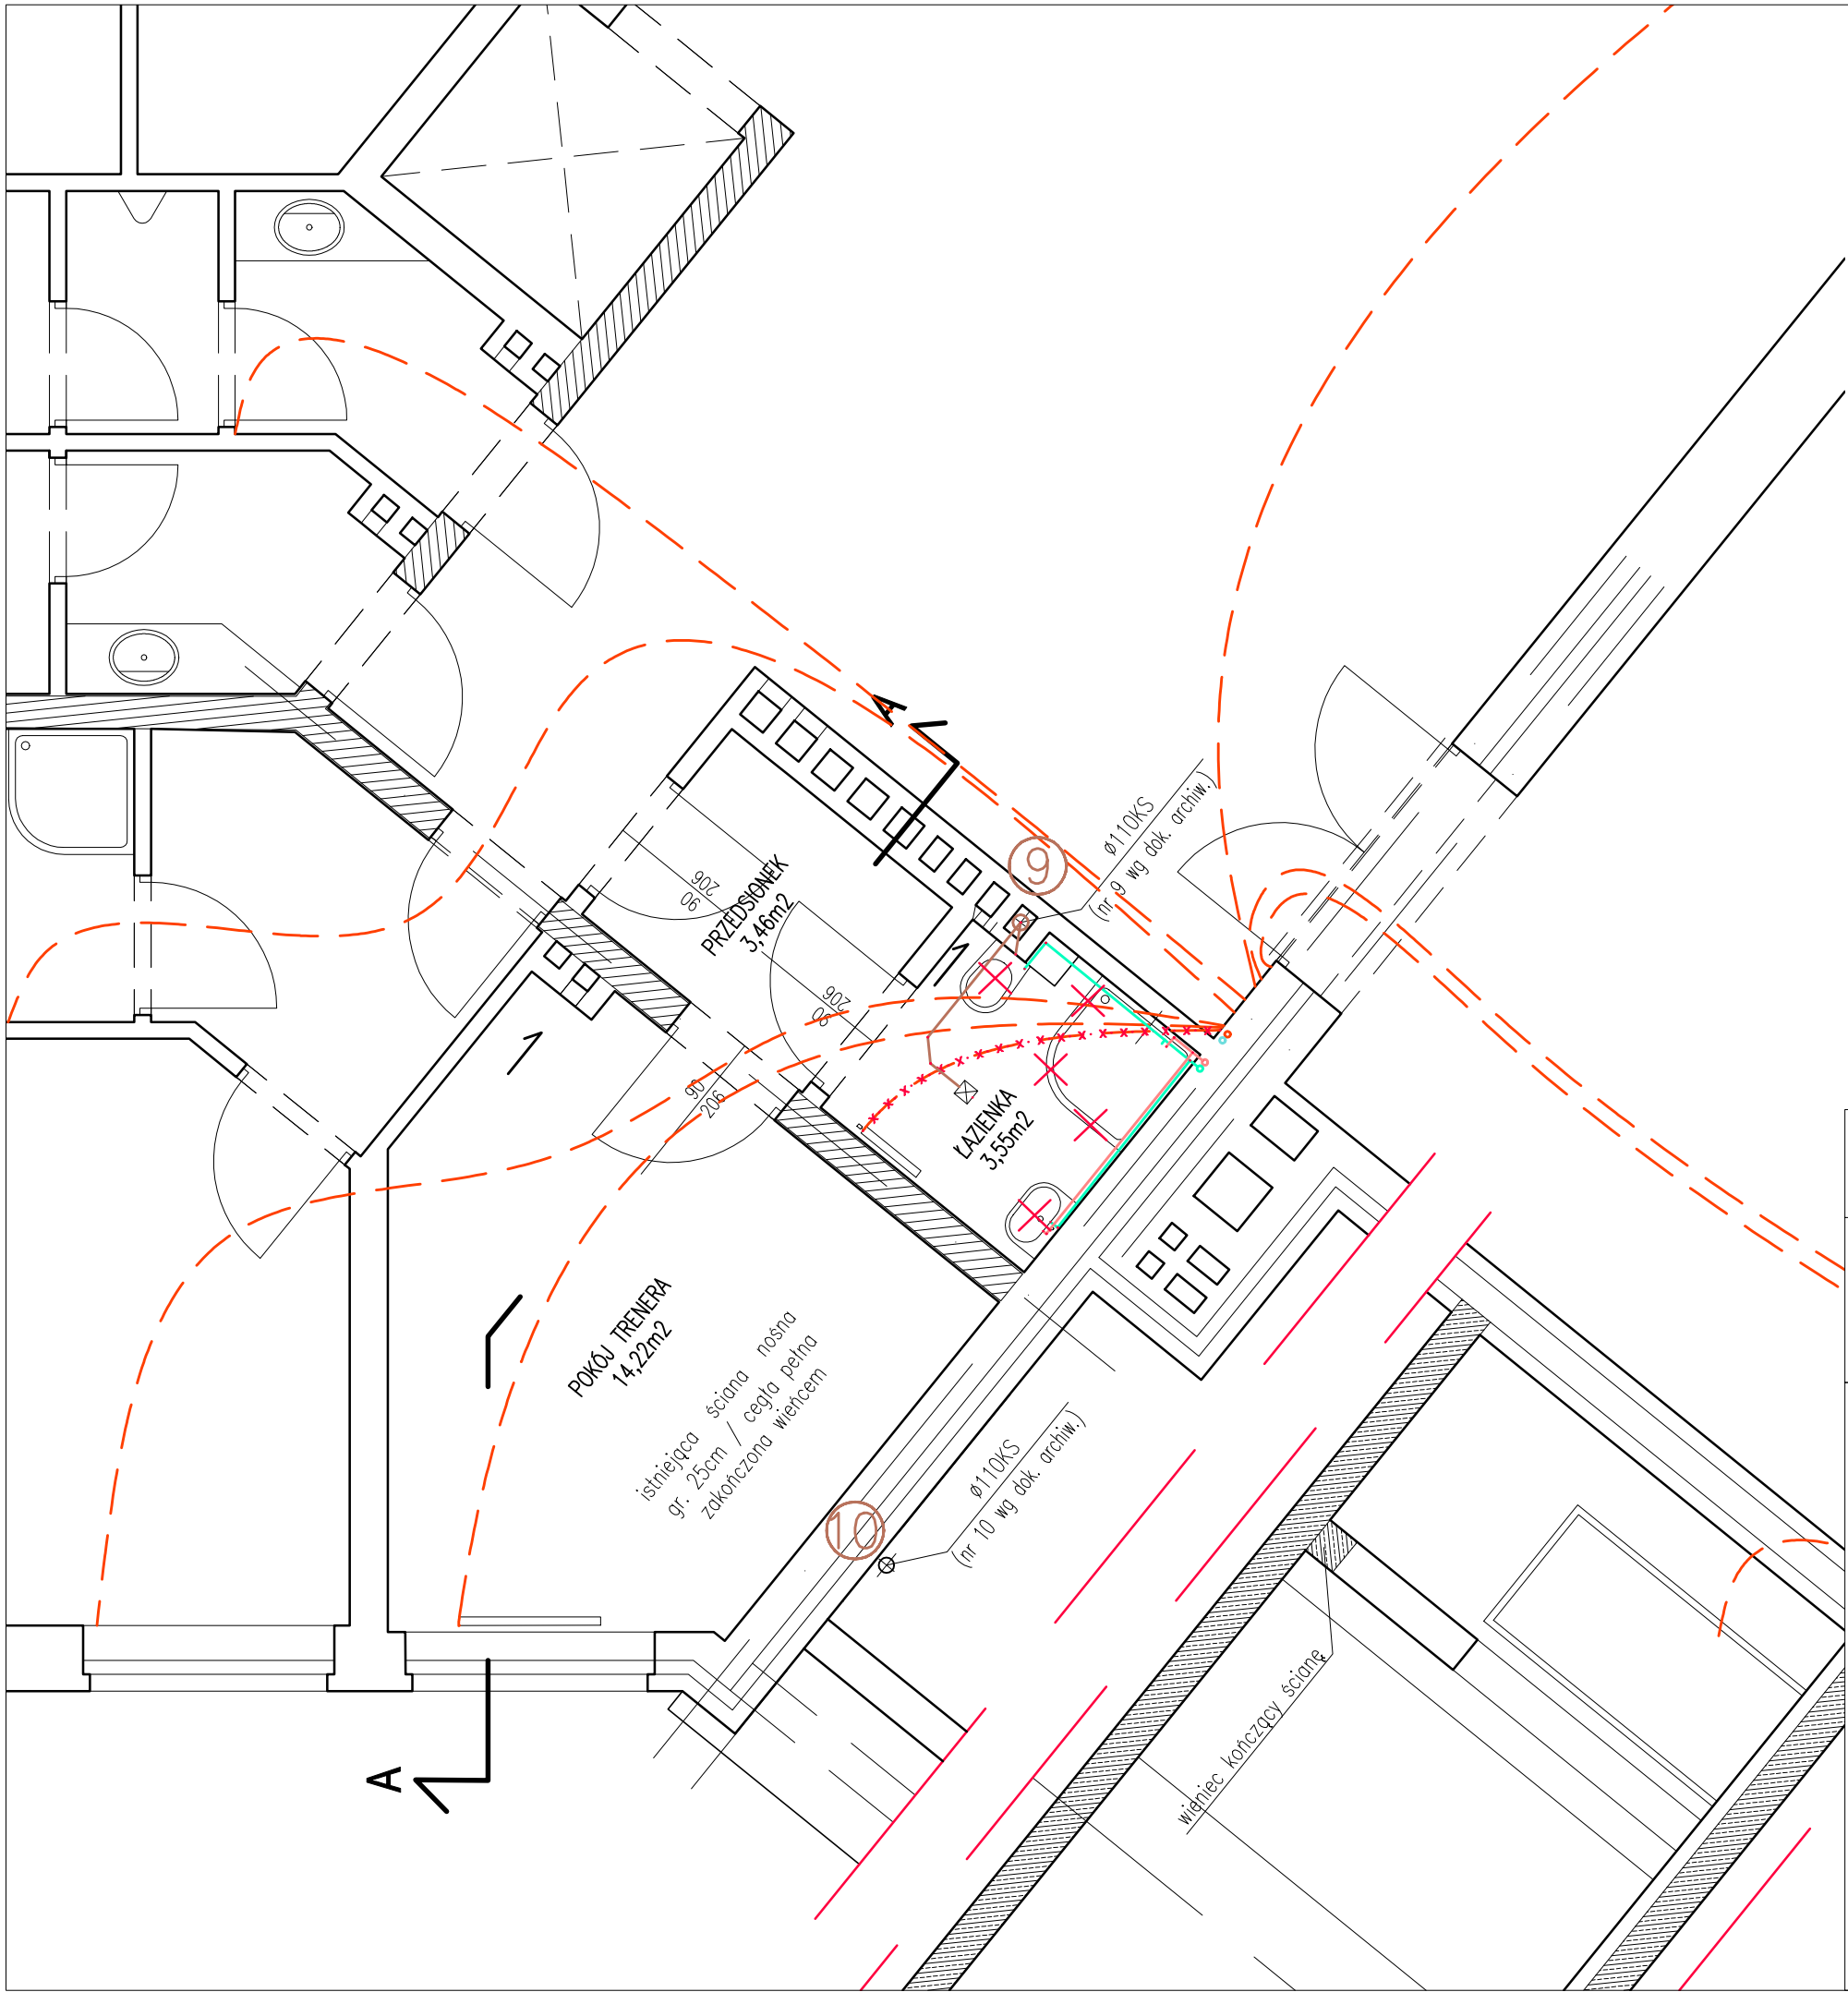 A
ø110KS
(nr 9 wg dok. archiw.)
9
90
206
PRZEDSIONEK
3,46m2
90
206
ŁAZIENKA
3,55m2
90
206
POKÓJ TRENERA
14,22m2
istniejąca ściana nośna
gr. 25cm / cegła pełna
zakończona wieńcem
10
ø110KS
(nr 10 wg dok. archiw.)
wieniec kończący ścianę
A